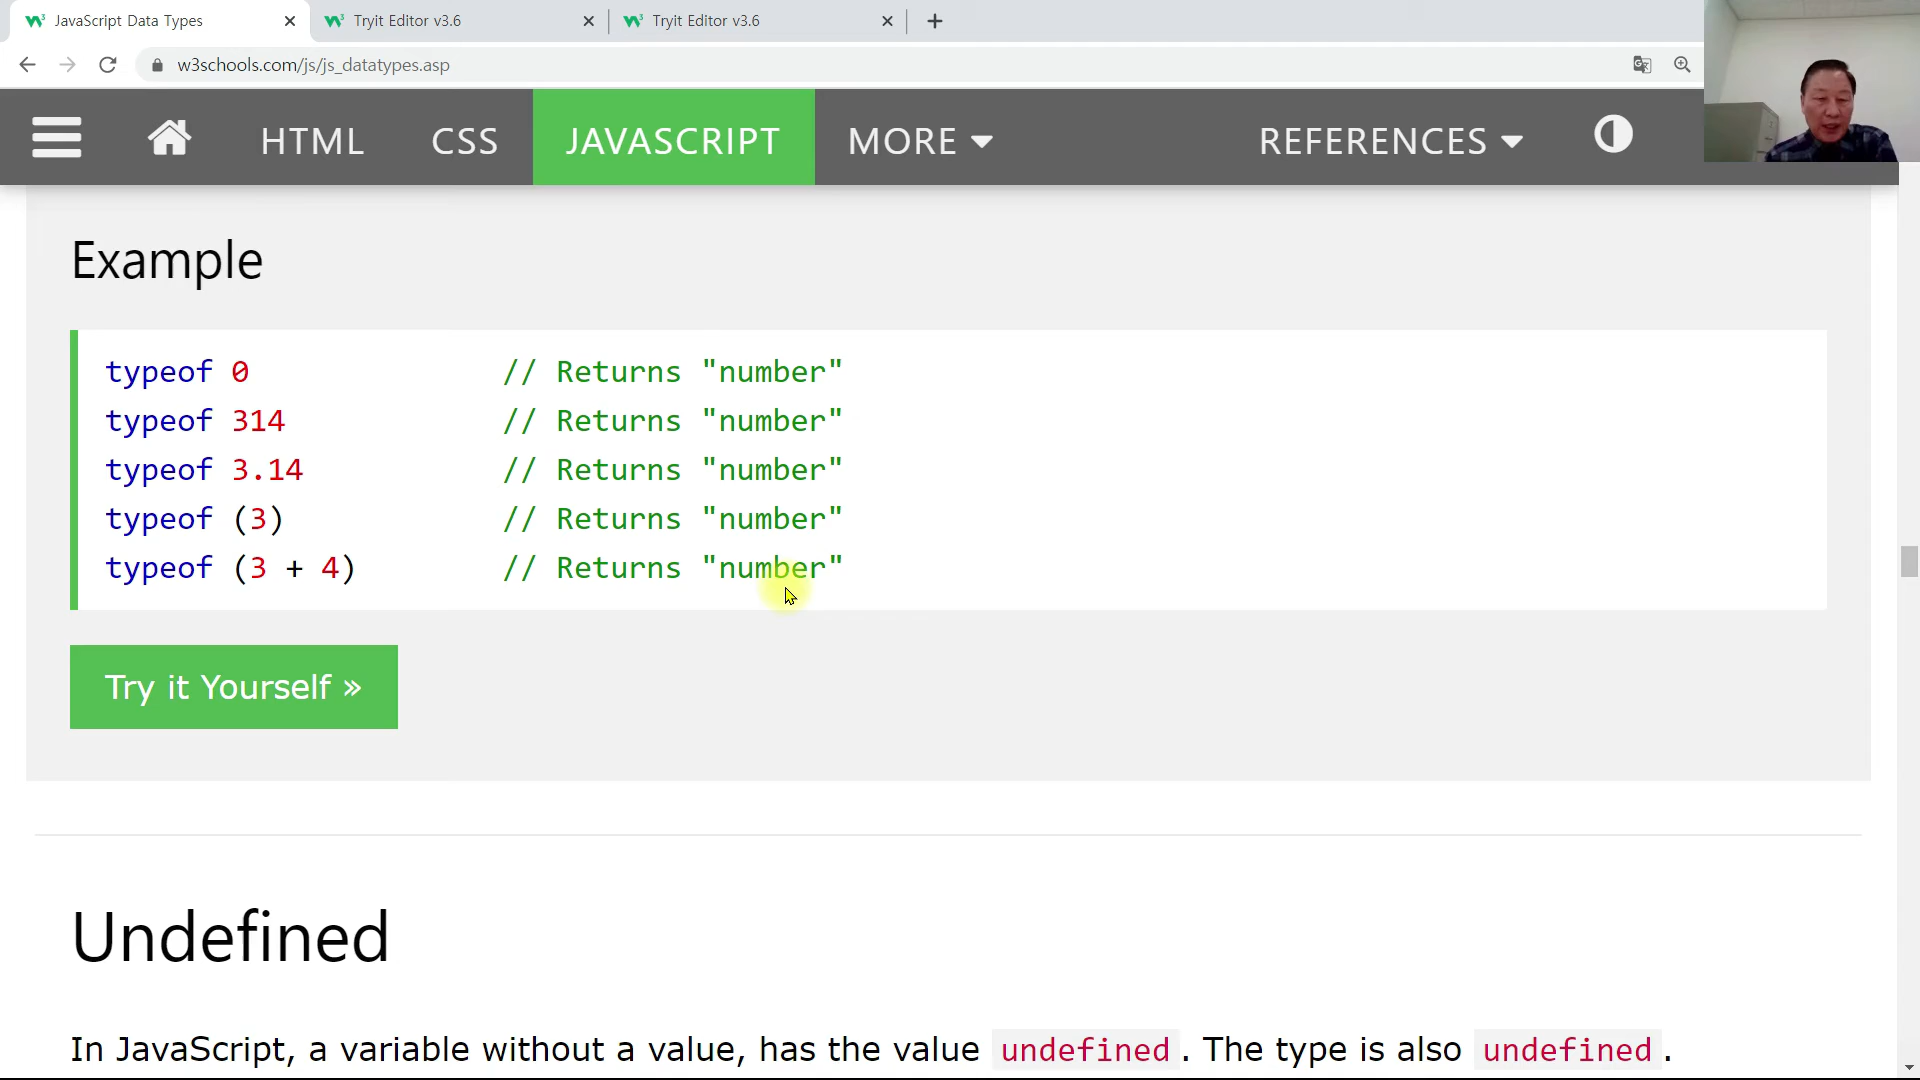 JavaScript Data Types
Tryit Editor v3.6
Tryit Editor v3.6
w3schools.com/js/js_datatypes.asp
HTML CSS JAVASCRIPT MORE REFERENCES
Example
typeof 0 // Returns "number"
typeof 314 // Returns "number"
typeof 3.14 // Returns "number"
typeof (3) // Returns "number"
typeof (3 + 4) // Returns "number"
Try it Yourself »
Undefined
In JavaScript, a variable without a value, has the value undefined. The type is also undefined.